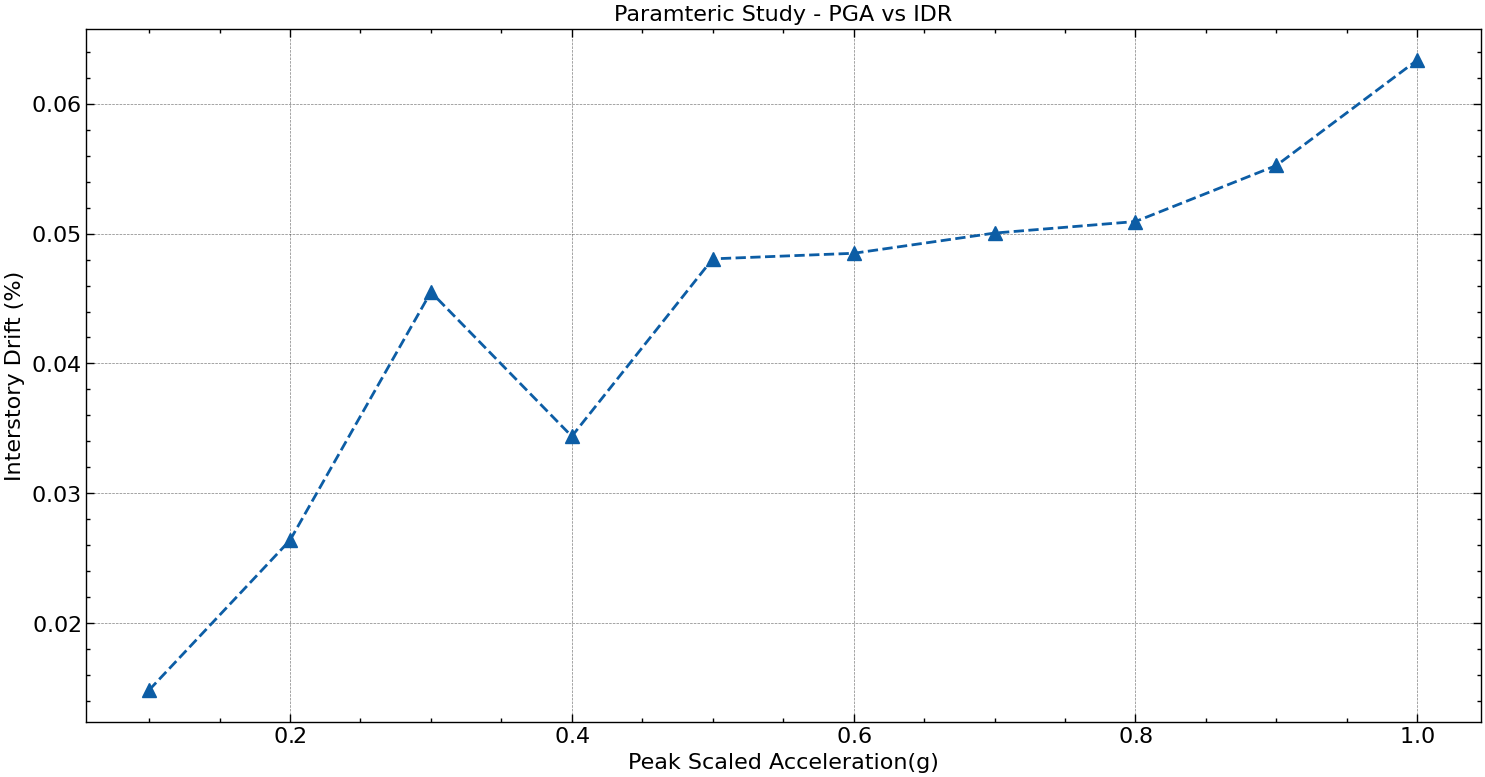 Paramteric Study - PGA vs IDR
0.06
0.05
0.04
0.03
0.02
Interstory Drift (%)
0.2 0.4 0.6 0.8 1.0
Peak Scaled Acceleration(g)